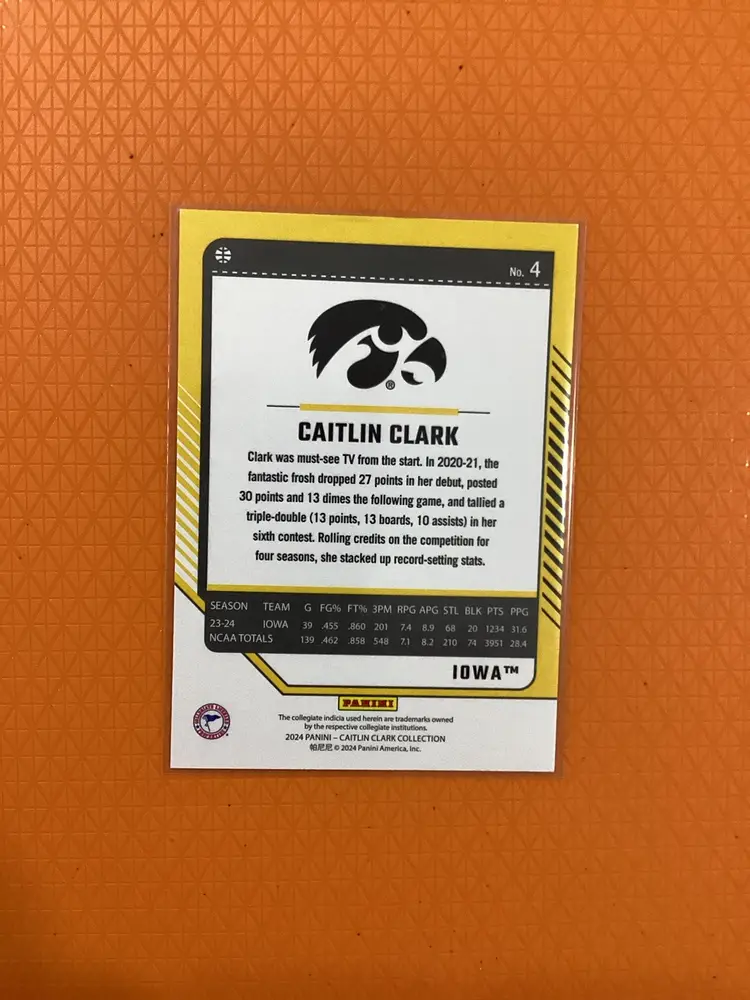 No. 4
®
CAITLIN CLARK
Clark was must-see TV from the start. In 2020-21, the
fantastic frosh dropped 27 points in her debut, posted
30 points and 13 dimes the following game, and tallied a
triple-double (13 points, 13 boards, 10 assists) in her
sixth contest. Rolling credits on the competition for
four seasons, she stacked up record-setting stats.
SEASON TEAM G FG% FT% 3PM RPG APG STL BLK PTS PPG
23-24 IOWA 39 .455 .860 201 7.4 8.9 68 20 1234 31.6
NCAA TOTALS 139 .462 .858 548 7.1 8.2 210 74 3951 28.4
IOWA™
PANINI
The collegiate indicia used herein are trademarks owned
by the respective collegiate institutions.
2024 PANINI – CAITLIN CLARK COLLECTION
帕尼尼 © 2024 Panini America, Inc.